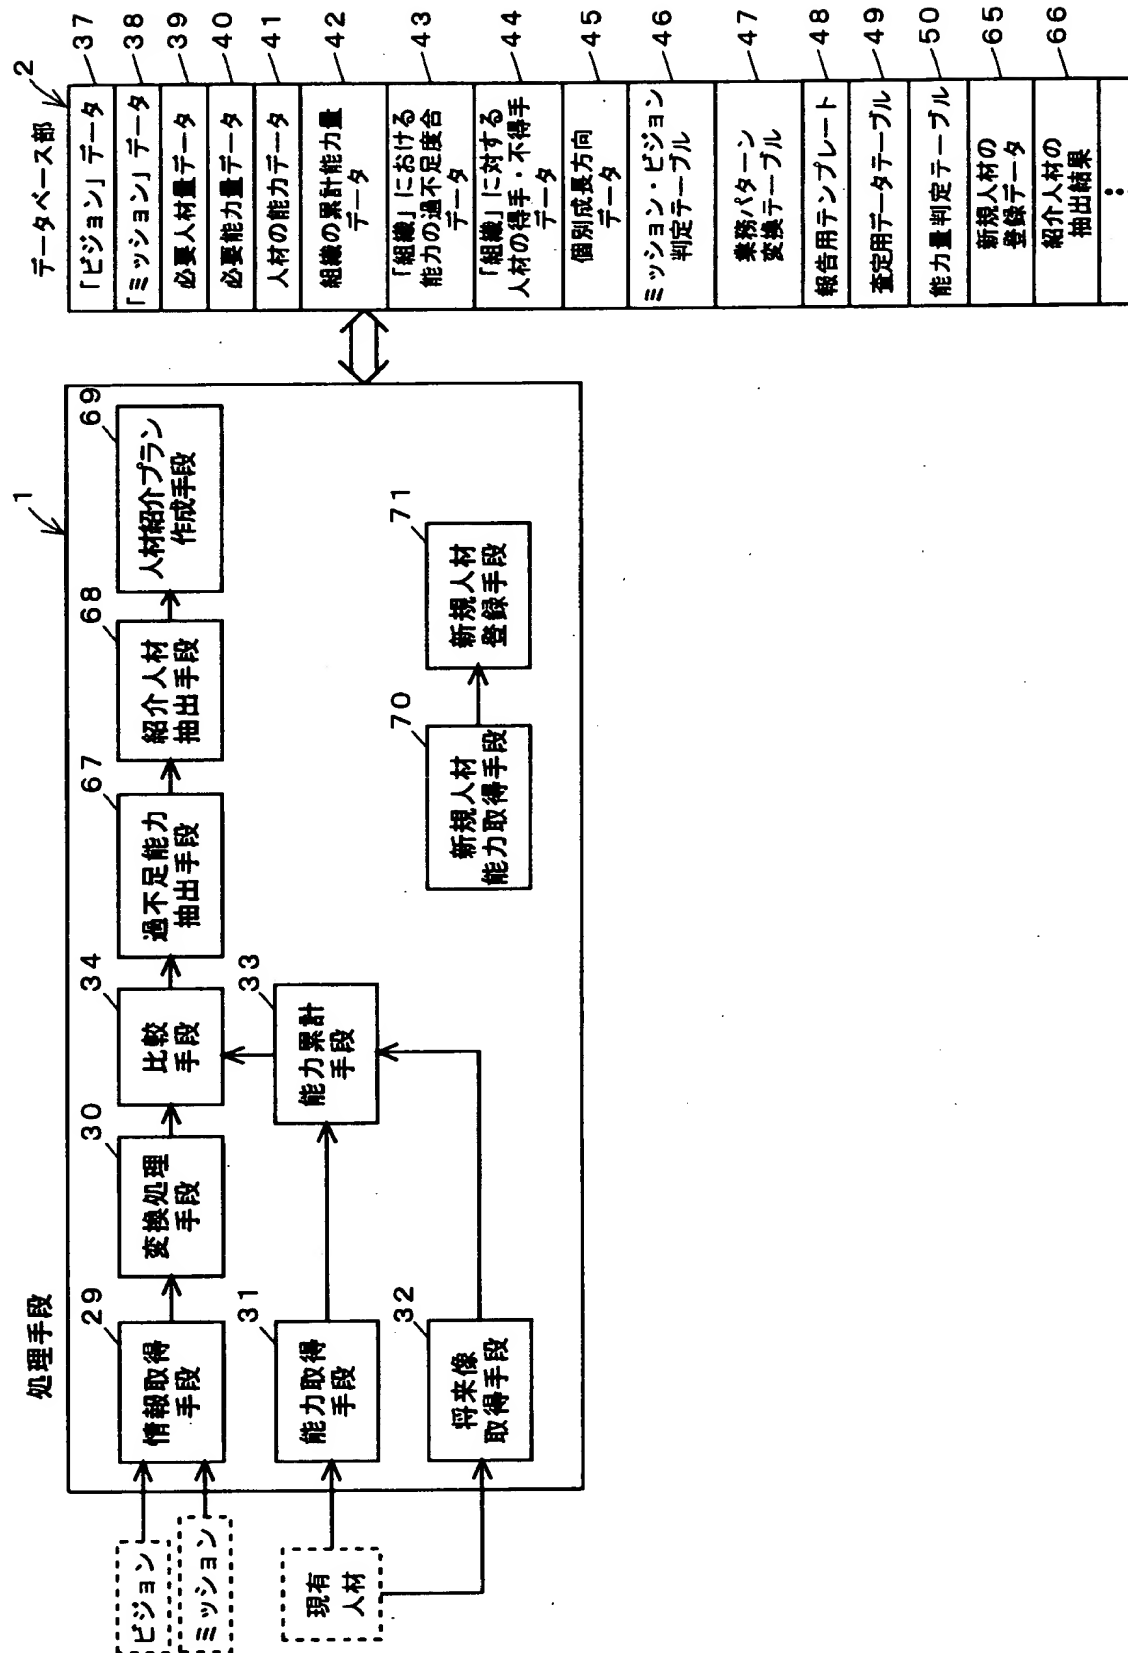 処理手段
1
ビジョン
ミッション
現有
人材
29
情報取得
手段
30
変換処理
手段
34
比較
手段
67
過不足能力
抽出手段
68
紹介人材
抽出手段
69
人材紹介プラン
作成手段
31
能力取得
手段
33
能力累計
手段
32
将来像
取得手段
70
新規人材
能力取得手段
71
新規人材
登録手段
データベース部
2
「ビジョン」データ
37
「ミッション」データ
38
必要人材量データ
39
必要能力量データ
40
人材の能力データ
41
組織の累計能力量
データ
42
「組織」における
能力の過不足度合
データ
43
「組織」に対する
人材の得手・不得手
データ
44
個別成長方向
データ
45
ミッション・ビジョン
判定テーブル
46
業務パターン
変換テーブル
47
報告用テンプレート
48
査定用データテーブル
49
能力量判定テーブル
50
新規人材の
登録データ
65
紹介人材の
抽出結果
66